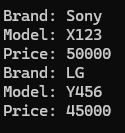 Brand: Sony
Model: X123
Price: 50000
Brand: LG
Model: Y456
Price: 45000